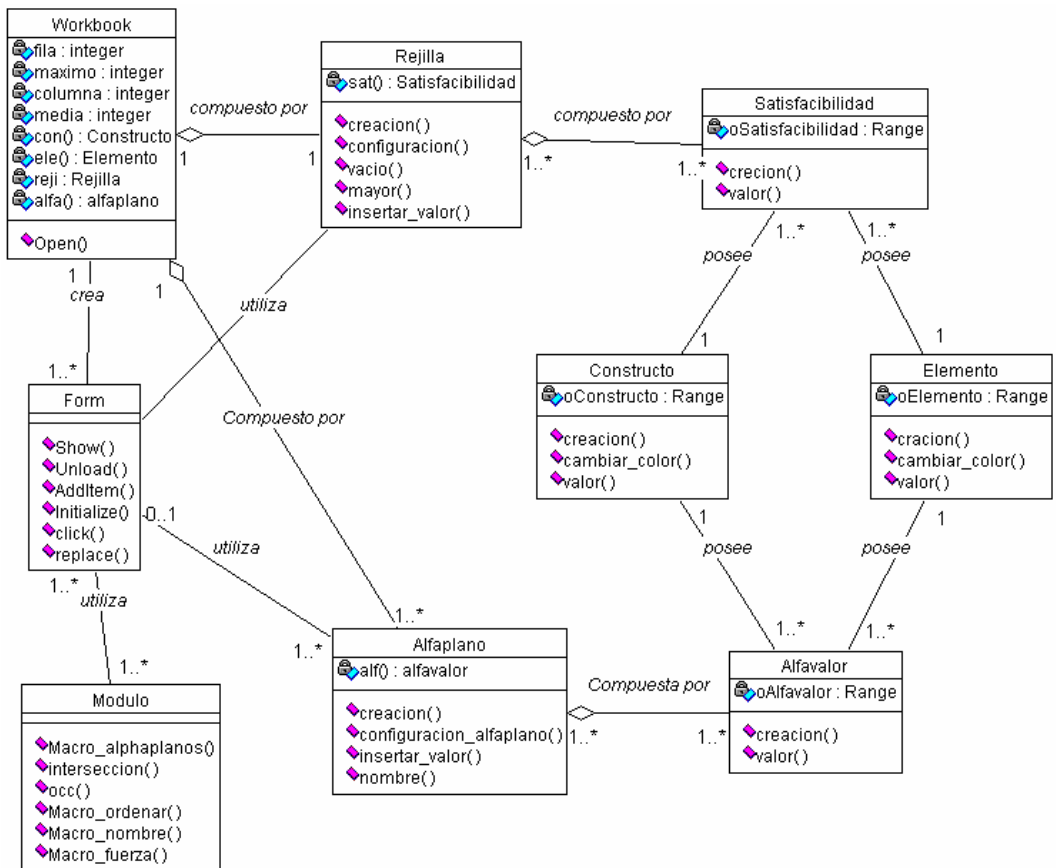 Workbook
fila : integer
maximo : integer
columna : integer
media : integer
con() : Constructo
ele() : Elemento
reji : Rejilla
alfa() : alfaplano
Open()
compuesto por
1
1
Rejilla
sat() : Satisfacibilidad
creacion()
configuracion()
vacio()
mayor()
insertar_valor()
compuesto por
1..*
1..*
Satisfacibilidad
oSatisfacibilidad : Range
crecion()
valor()
1..*
1..*
posee
posee
1
1
1
crea
1..*
1
utiliza
Compuesto por
Form
Show()
Unload()
AddItem()
Initialize()
click()
replace()
Constructo
oConstructo : Range
creacion()
cambiar_color()
valor()
Elemento
oElemento : Range
cracion()
cambiar_color()
valor()
0..1
utiliza
1..*
1..*
1
1
posee
posee
1..*
1..*
1..*
utiliza
1..*
Alfaplano
alf() : alfavalor
creacion()
configuracion_alfaplano()
insertar_valor()
nombre()
Compuesta por
1..*
1..*
Alfavalor
oAlfavalor : Range
creacion()
valor()
Modulo
Macro_alphaplanos()
interseccion()
occ()
Macro_ordenar()
Macro_nombre()
Macro_fuerza()